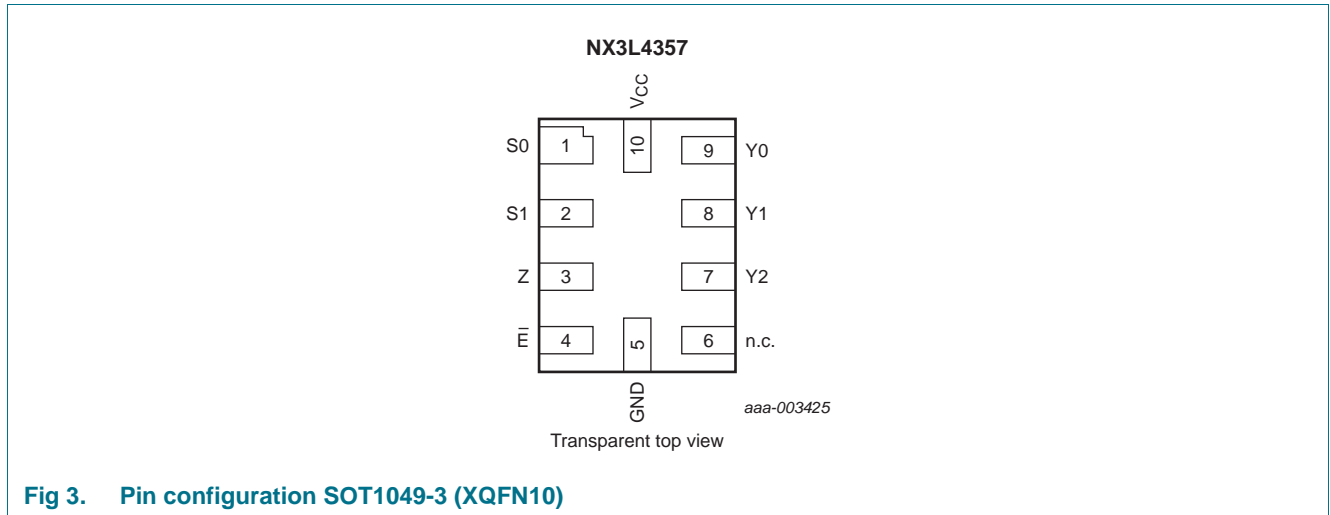 NX3L4357
VCC
S0 1 10 9 Y0
S1 2 8 Y1
Z 3 7 Y2
E̅ 4 5 6 n.c.
GND
aaa-003425
Transparent top view
Fig 3. Pin configuration SOT1049-3 (XQFN10)